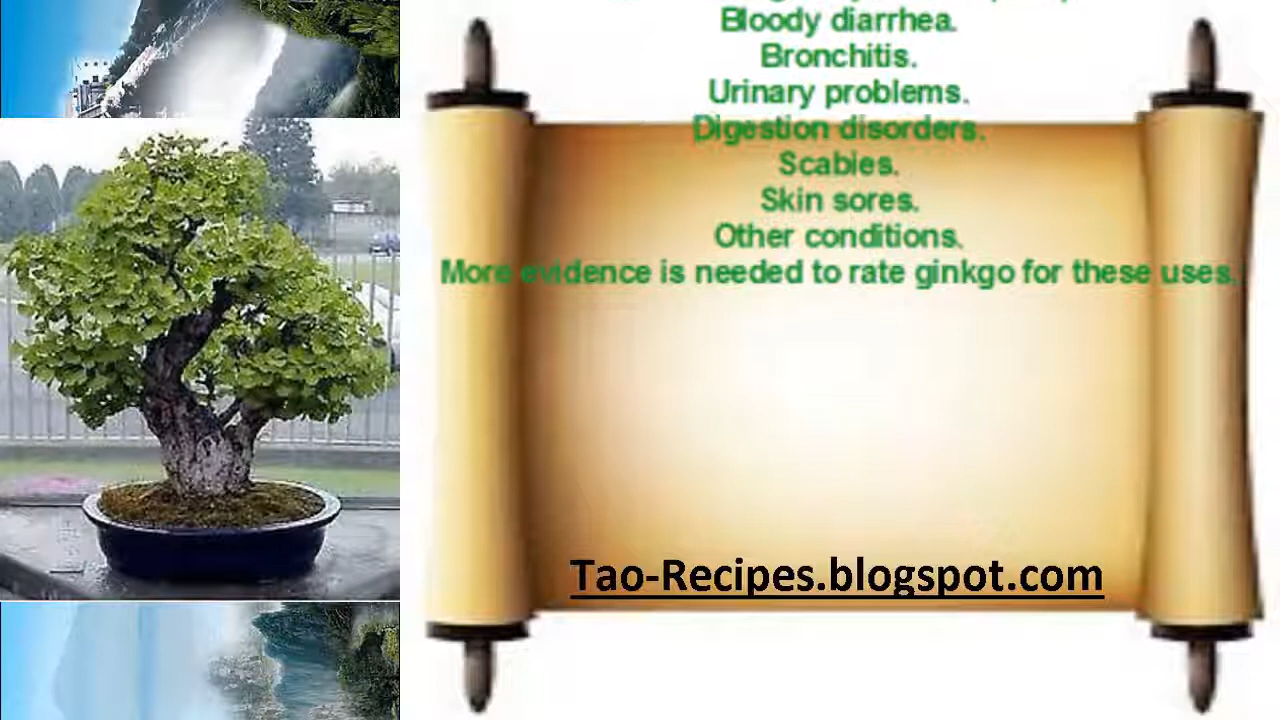 Bloody diarrhea.
Bronchitis.
Urinary problems.
Digestion disorders.
Scabies.
Skin sores.
Other conditions.
More evidence is needed to rate ginkgo for these uses.
Tao-Recipes.blogspot.com